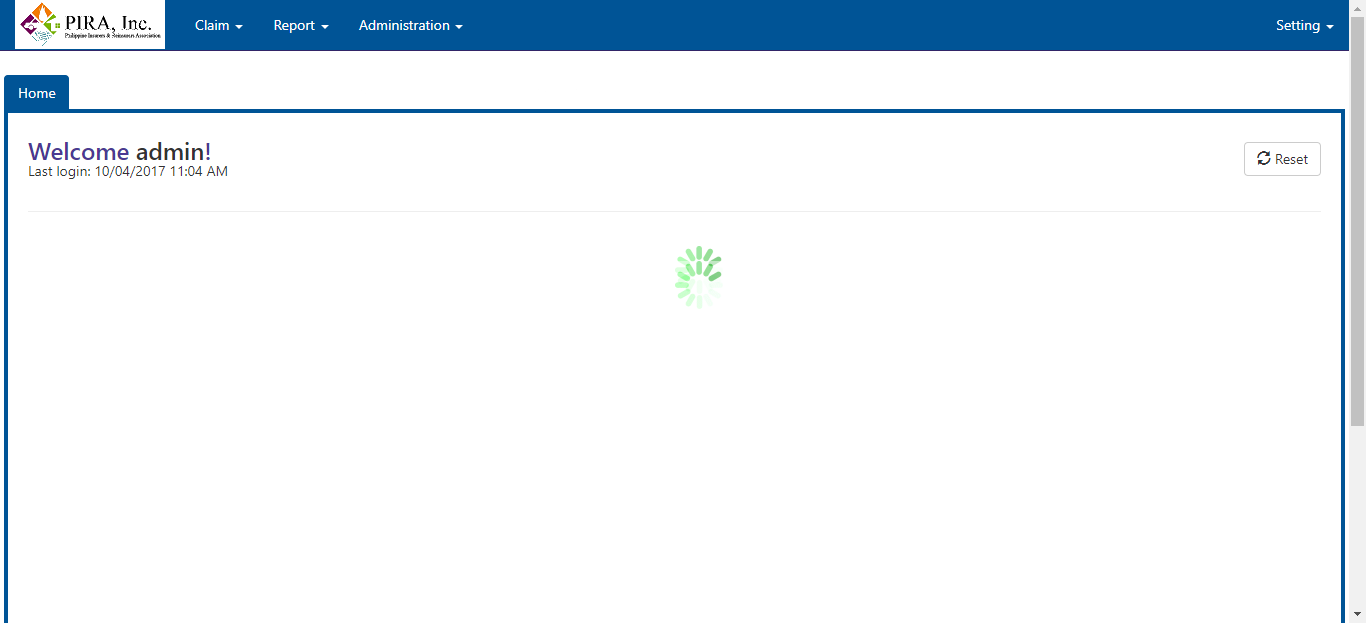 PIRA, Inc.
Philippine Insurers & Reinsurers Association
Claim
Report
Administration
Setting
Home
Welcome admin!
Last login: 10/04/2017 11:04 AM
Reset